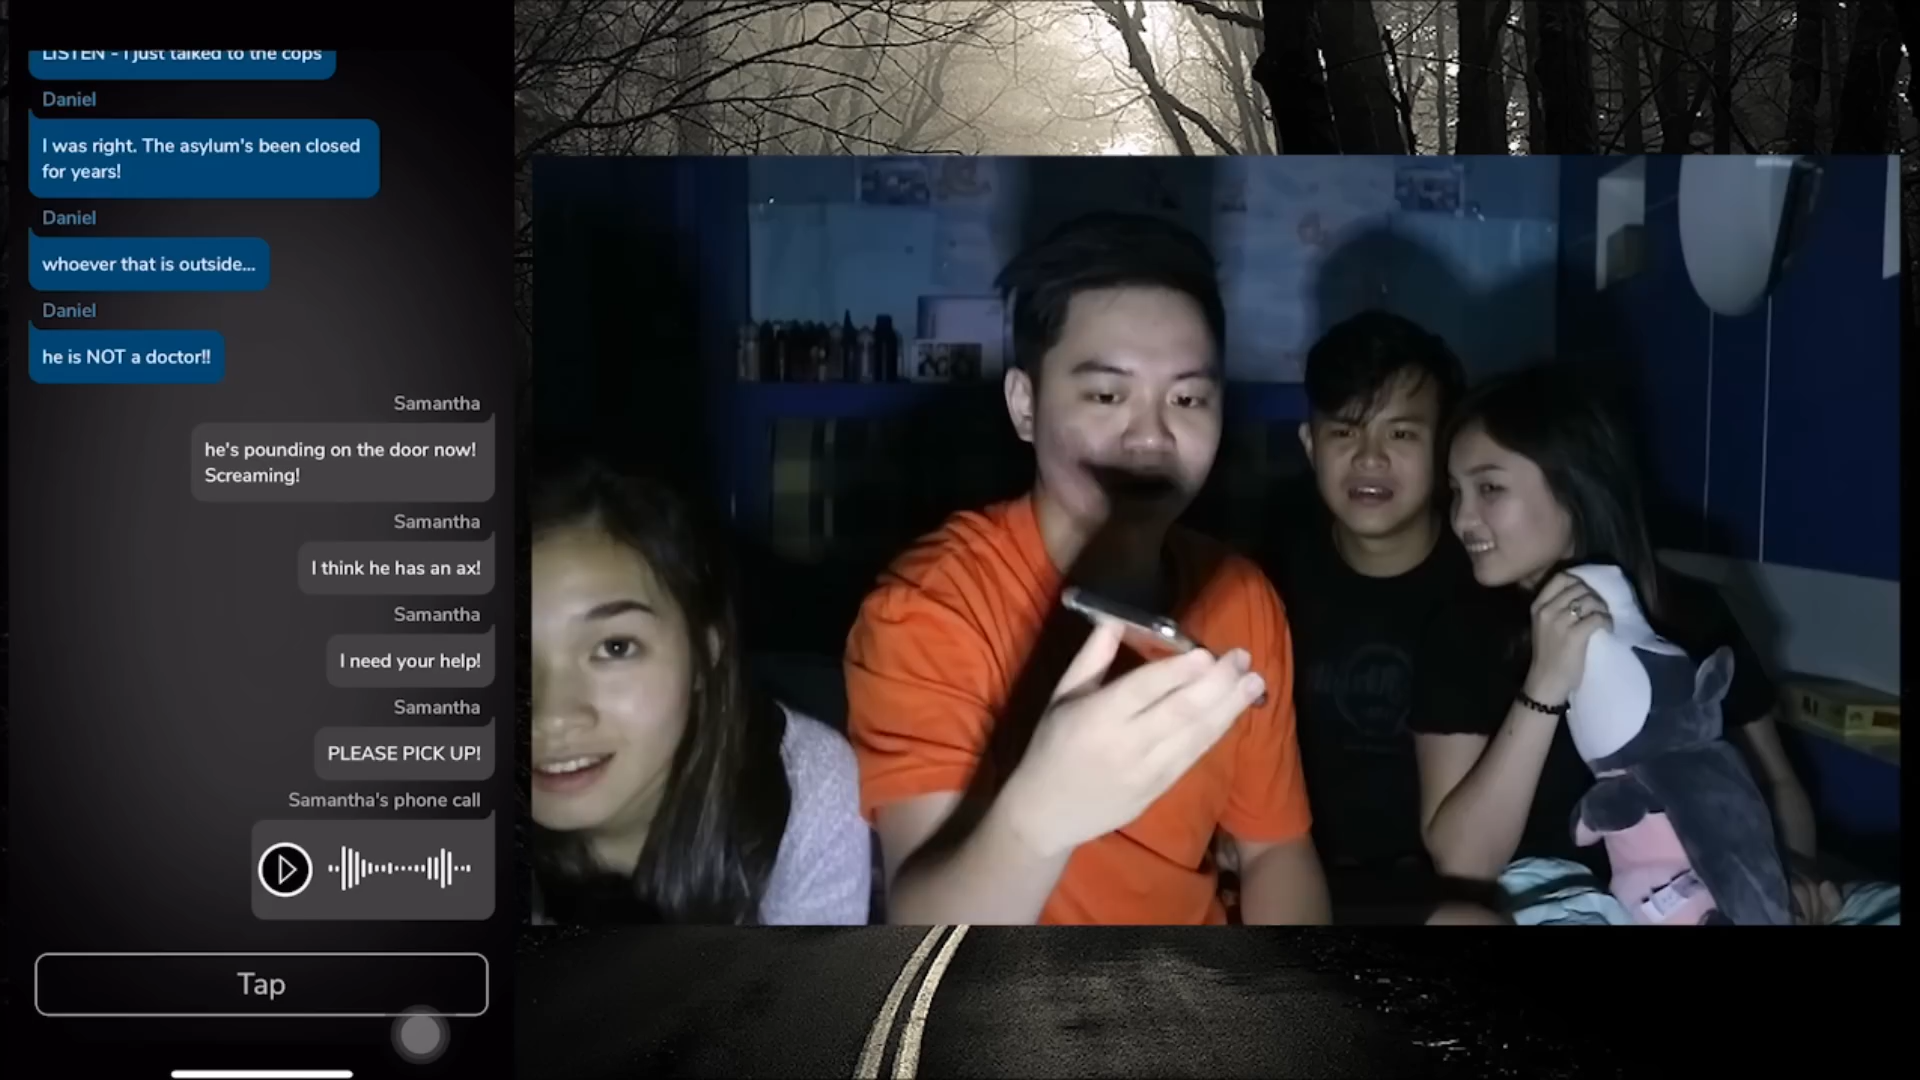 LISTEN - I just talked to the cops
Daniel
I was right. The asylum's been closed
for years!
Daniel
whoever that is outside...
Daniel
he is NOT a doctor!!
Samantha
he's pounding on the door now!
Screaming!
Samantha
I think he has an ax!
Samantha
I need your help!
Samantha
PLEASE PICK UP!
Samantha's phone call
Tap